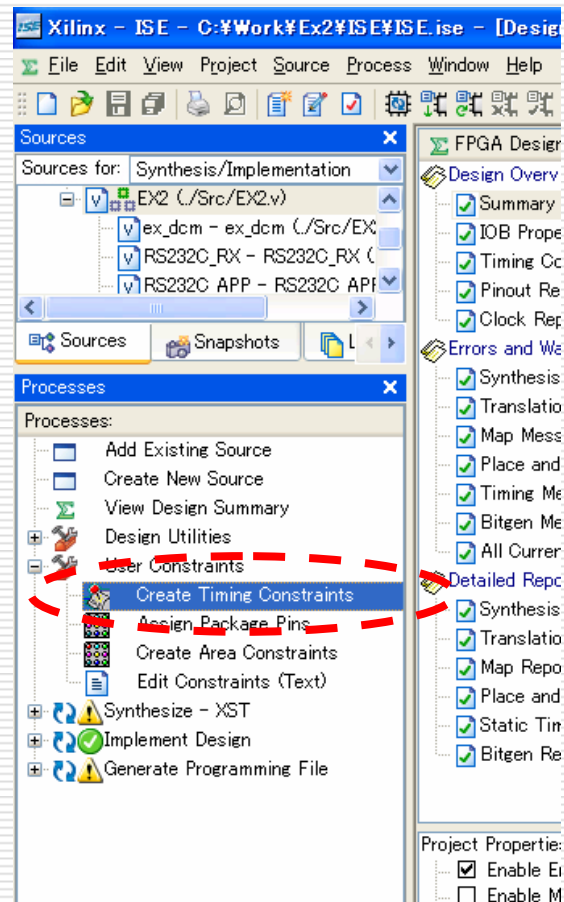 Xilinx - ISE - C:¥Work¥Ex2¥ISE¥ISE.ise - [Desig
File Edit View Project Source Process Window Help
Sources
Sources for: Synthesis/Implementation
EX2 (./Src/EX2.v)
ex_dcm - ex_dcm (./Src/EX
RS232C_RX - RS232C_RX (
RS232C APP - RS232C APF
Sources Snapshots L
Processes
Processes:
Add Existing Source
Create New Source
View Design Summary
Design Utilities
User Constraints
Create Timing Constraints
Assign Package Pins
Create Area Constraints
Edit Constraints (Text)
Synthesize - XST
Implement Design
Generate Programming File
FPGA Design
Design Overv
Summary
IOB Prope
Timing Co
Pinout Re
Clock Rep
Errors and Wa
Synthesis
Translatio
Map Mess
Place and
Timing Me
Bitgen Me
All Curren
Detailed Repo
Synthesis
Translatio
Map Repo
Place and
Static Tim
Bitgen Re
Project Propertie
Enable E
Enable M